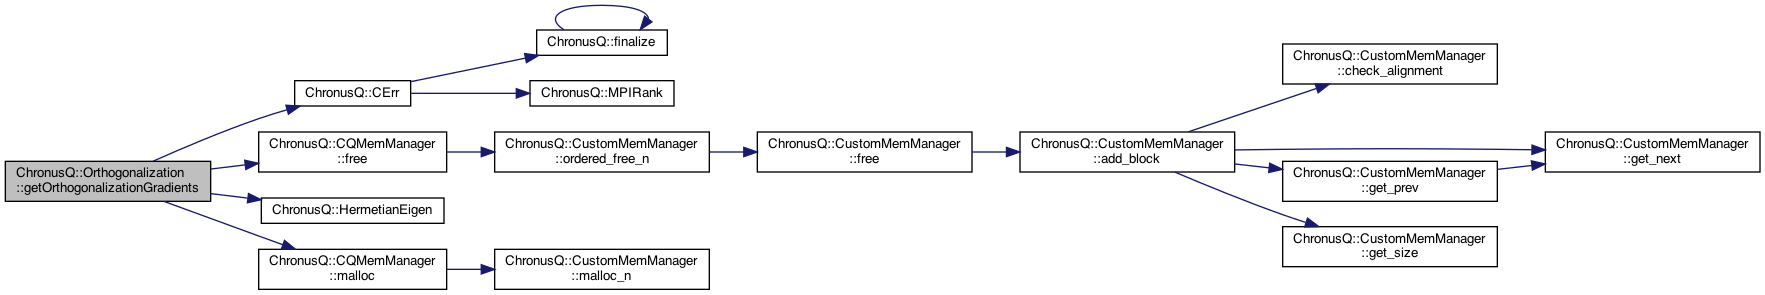 ChronusQ::Orthogonalization
::getOrthogonalizationGradients
ChronusQ::CErr
ChronusQ::finalize
ChronusQ::MPIRank
ChronusQ::CQMemManager
::free
ChronusQ::CustomMemManager
::ordered_free_n
ChronusQ::CustomMemManager
::free
ChronusQ::CustomMemManager
::add_block
ChronusQ::CustomMemManager
::check_alignment
ChronusQ::CustomMemManager
::get_next
ChronusQ::CustomMemManager
::get_prev
ChronusQ::CustomMemManager
::get_size
ChronusQ::HermetianEigen
ChronusQ::CQMemManager
::malloc
ChronusQ::CustomMemManager
::malloc_n